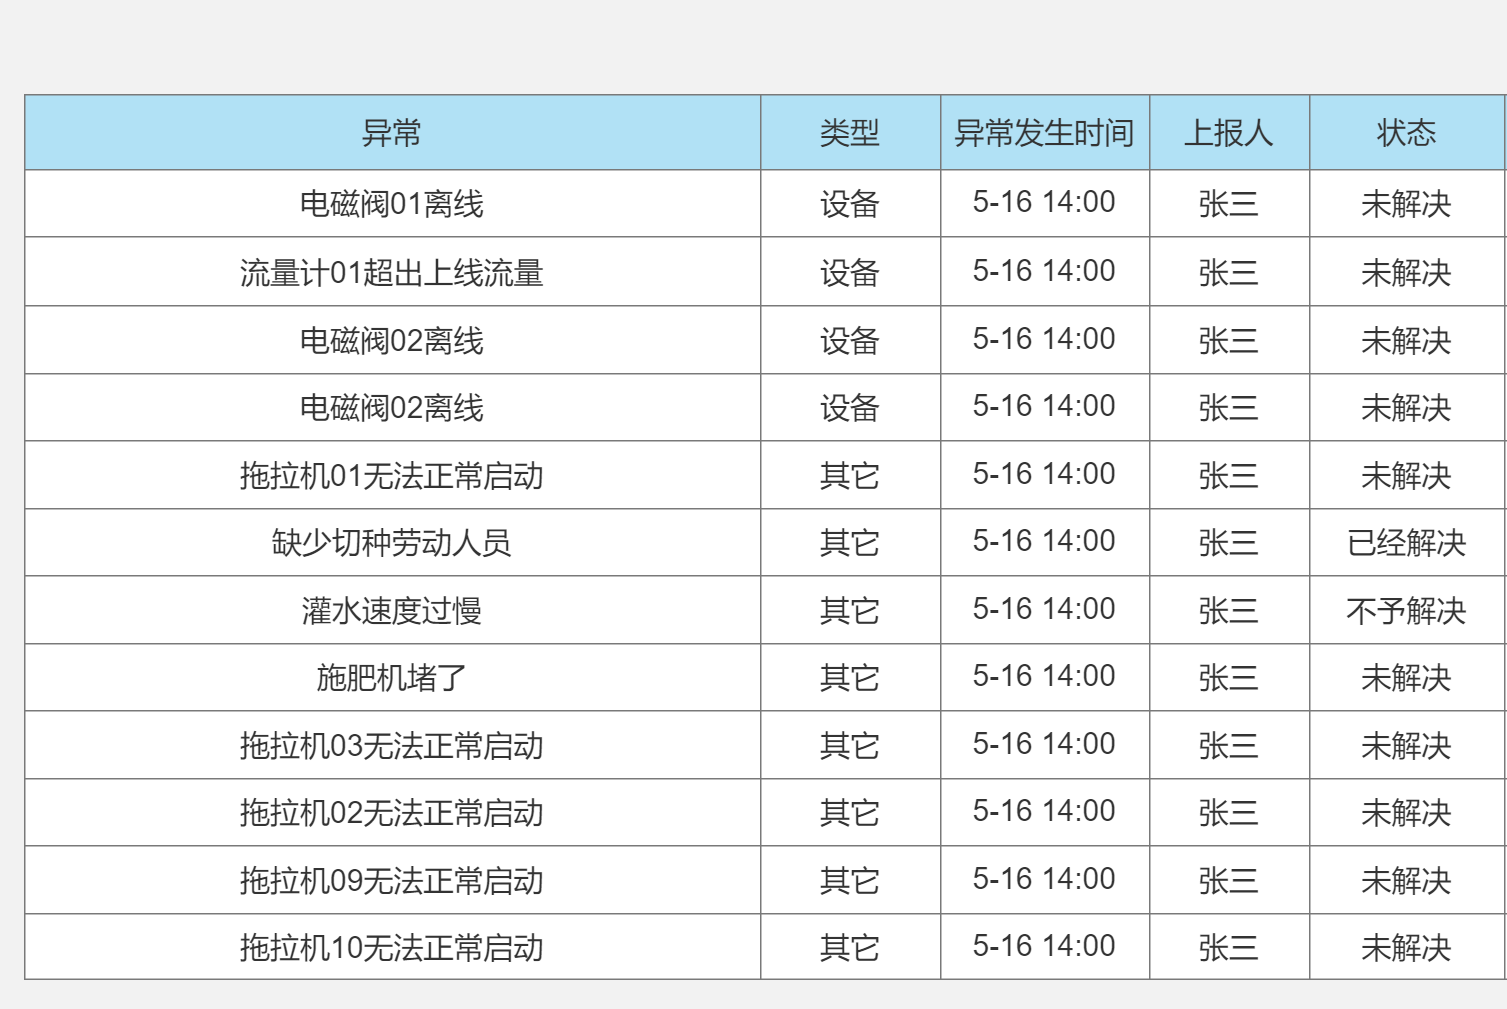 异常 类型 异常发生时间 上报人 状态
电磁阀01离线 设备 5-16 14:00 张三 未解决
流量计01超出上线流量 设备 5-16 14:00 张三 未解决
电磁阀02离线 设备 5-16 14:00 张三 未解决
电磁阀02离线 设备 5-16 14:00 张三 未解决
拖拉机01无法正常启动 其它 5-16 14:00 张三 未解决
缺少切种劳动人员 其它 5-16 14:00 张三 已经解决
灌水速度过慢 其它 5-16 14:00 张三 不予解决
施肥机堵了 其它 5-16 14:00 张三 未解决
拖拉机03无法正常启动 其它 5-16 14:00 张三 未解决
拖拉机02无法正常启动 其它 5-16 14:00 张三 未解决
拖拉机09无法正常启动 其它 5-16 14:00 张三 未解决
拖拉机10无法正常启动 其它 5-16 14:00 张三 未解决